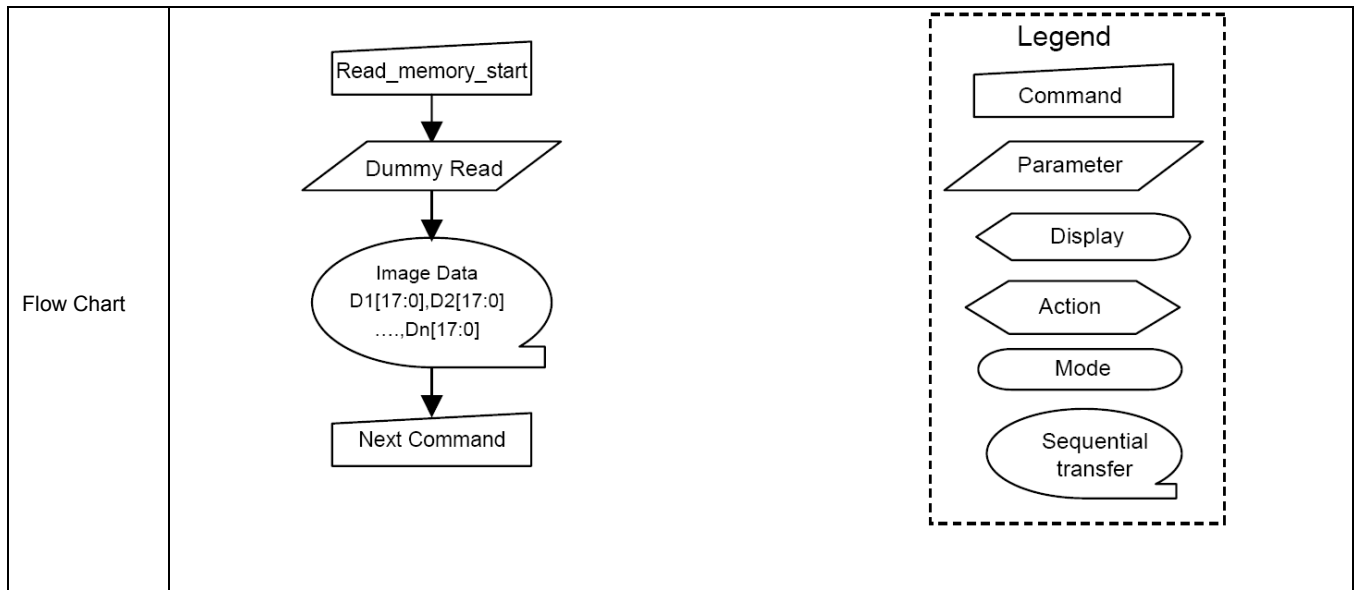 Flow Chart
Read_memory_start
Dummy Read
Image Data
D1[17:0],D2[17:0]
....,Dn[17:0]
Next Command
Legend
Command
Parameter
Display
Action
Mode
Sequential
transfer